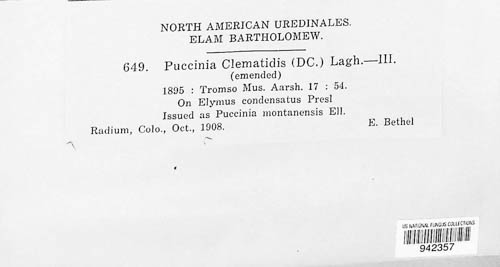 NORTH AMERICAN UREDINALES.
ELAM BARTHOLOMEW.
649. Puccinia Clematidis (DC.) Lagh.—III.
(emended)
1895 : Tromso Mus. Aarsh. 17 : 54.
On Elymus condensatus Presl
Issued as Puccinia montanensis Ell.
Radium, Colo., Oct., 1908. E. Bethel
US NATIONAL FUNGUS COLLECTIONS
942357